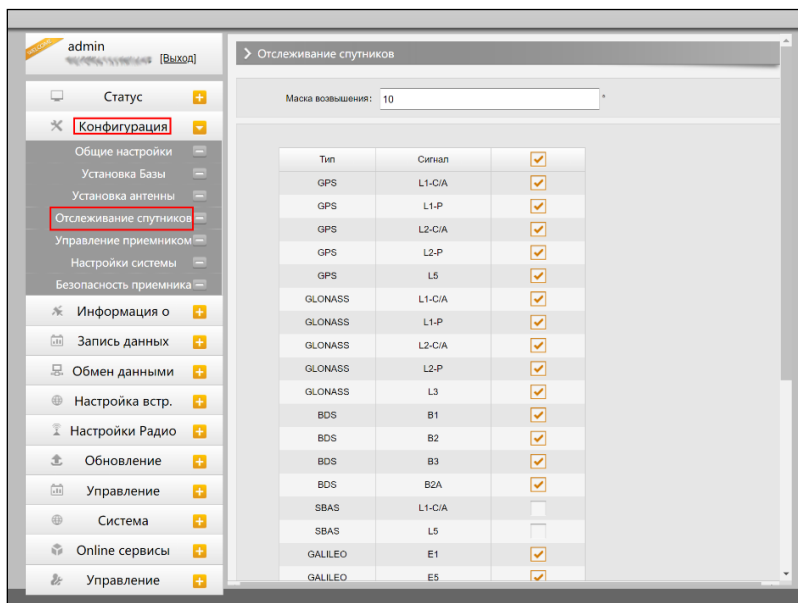 WELCOME
admin
[Выход]
Статус
Конфигурация
Общие настройки
Установка Базы
Установка антенны
Отслеживание спутников
Управление приемником
Настройки системы
Безопасность приемника
Информация о
Запись данных
Обмен данными
Настройка встр.
Настройки Радио
Обновление
Управление
Система
Online сервисы
Управление
Отслеживание спутников
Маска возвышения: 10 *
Тип Сигнал
GPS L1-C/A
GPS L1-P
GPS L2-C/A
GPS L2-P
GPS L5
GLONASS L1-C/A
GLONASS L1-P
GLONASS L2-C/A
GLONASS L2-P
GLONASS L3
BDS B1
BDS B2
BDS B3
BDS B2A
SBAS L1-C/A
SBAS L5
GALILEO E1
GALILEO E5